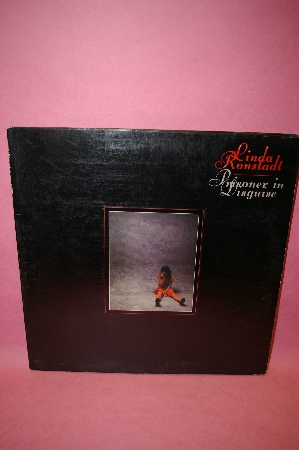 Linda
Ronstadt
Prisoner in
Disguise